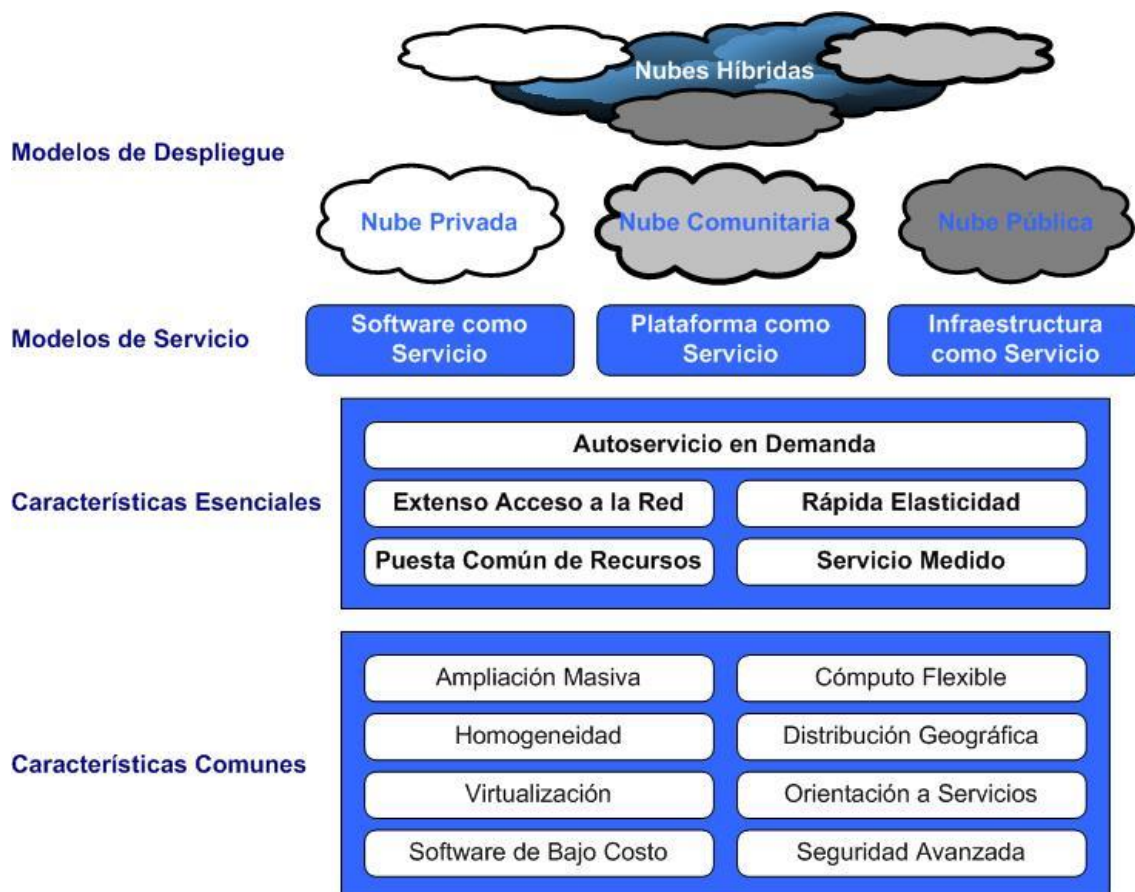 Nubes Híbridas
Modelos de Despliegue
Nube Privada
Nube Comunitaria
Nube Pública
Modelos de Servicio
Software como
Servicio
Plataforma como
Servicio
Infraestructura
como Servicio
Características Esenciales
Autoservicio en Demanda
Extenso Acceso a la Red
Rápida Elasticidad
Puesta Común de Recursos
Servicio Medido
Características Comunes
Ampliación Masiva
Cómputo Flexible
Homogeneidad
Distribución Geográfica
Virtualización
Orientación a Servicios
Software de Bajo Costo
Seguridad Avanzada